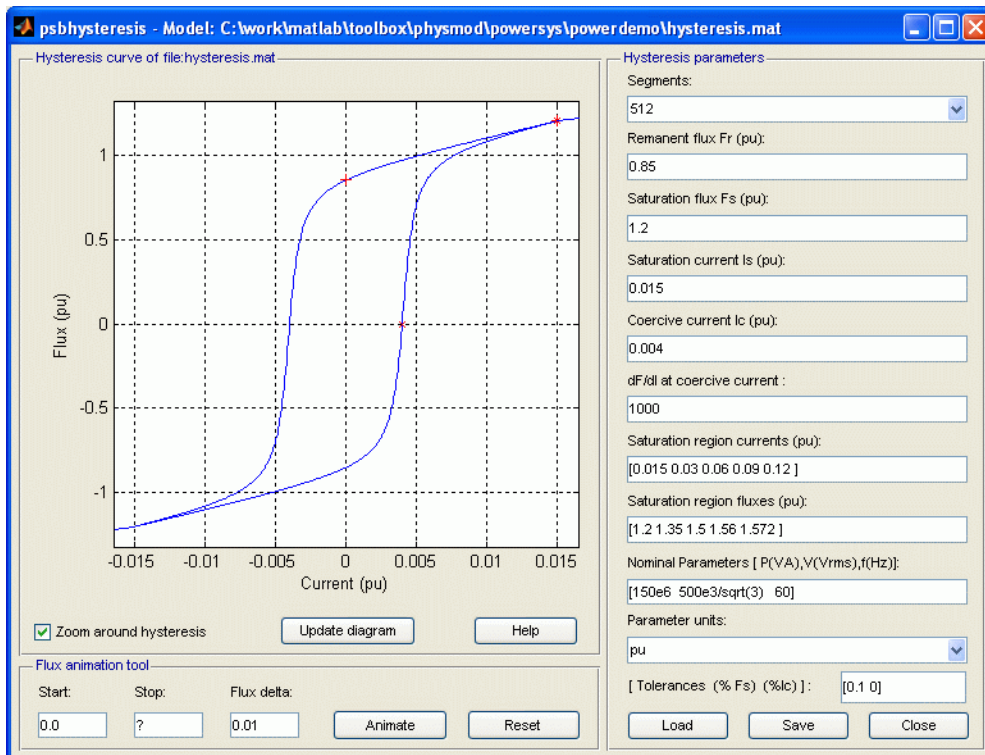 psbhysteresis - Model: C:\work\matlab\toolbox\physmod\powersys\powerdemo\hysteresis.mat
Hysteresis curve of file:hysteresis.mat
1
0.5
0
-0.5
-1
Flux (pu)
-0.015 -0.01 -0.005 0 0.005 0.01 0.015
Current (pu)
Zoom around hysteresis
Update diagram
Help
Flux animation tool
Start: Stop: Flux delta:
0.0 ? 0.01 Animate Reset
Hysteresis parameters
Segments:
512
Remanent flux Fr (pu):
0.85
Saturation flux Fs (pu):
1.2
Saturation current Is (pu):
0.015
Coercive current Ic (pu):
0.004
dF/dI at coercive current :
1000
Saturation region currents (pu):
[0.015 0.03 0.06 0.09 0.12 ]
Saturation region fluxes (pu):
[1.2 1.35 1.5 1.56 1.572 ]
Nominal Parameters [ P(VA),V(Vrms),f(Hz)]:
[150e6 500e3/sqrt(3) 60]
Parameter units:
pu
[ Tolerances (% Fs) (%Ic) ] : [0.1 0]
Load Save Close